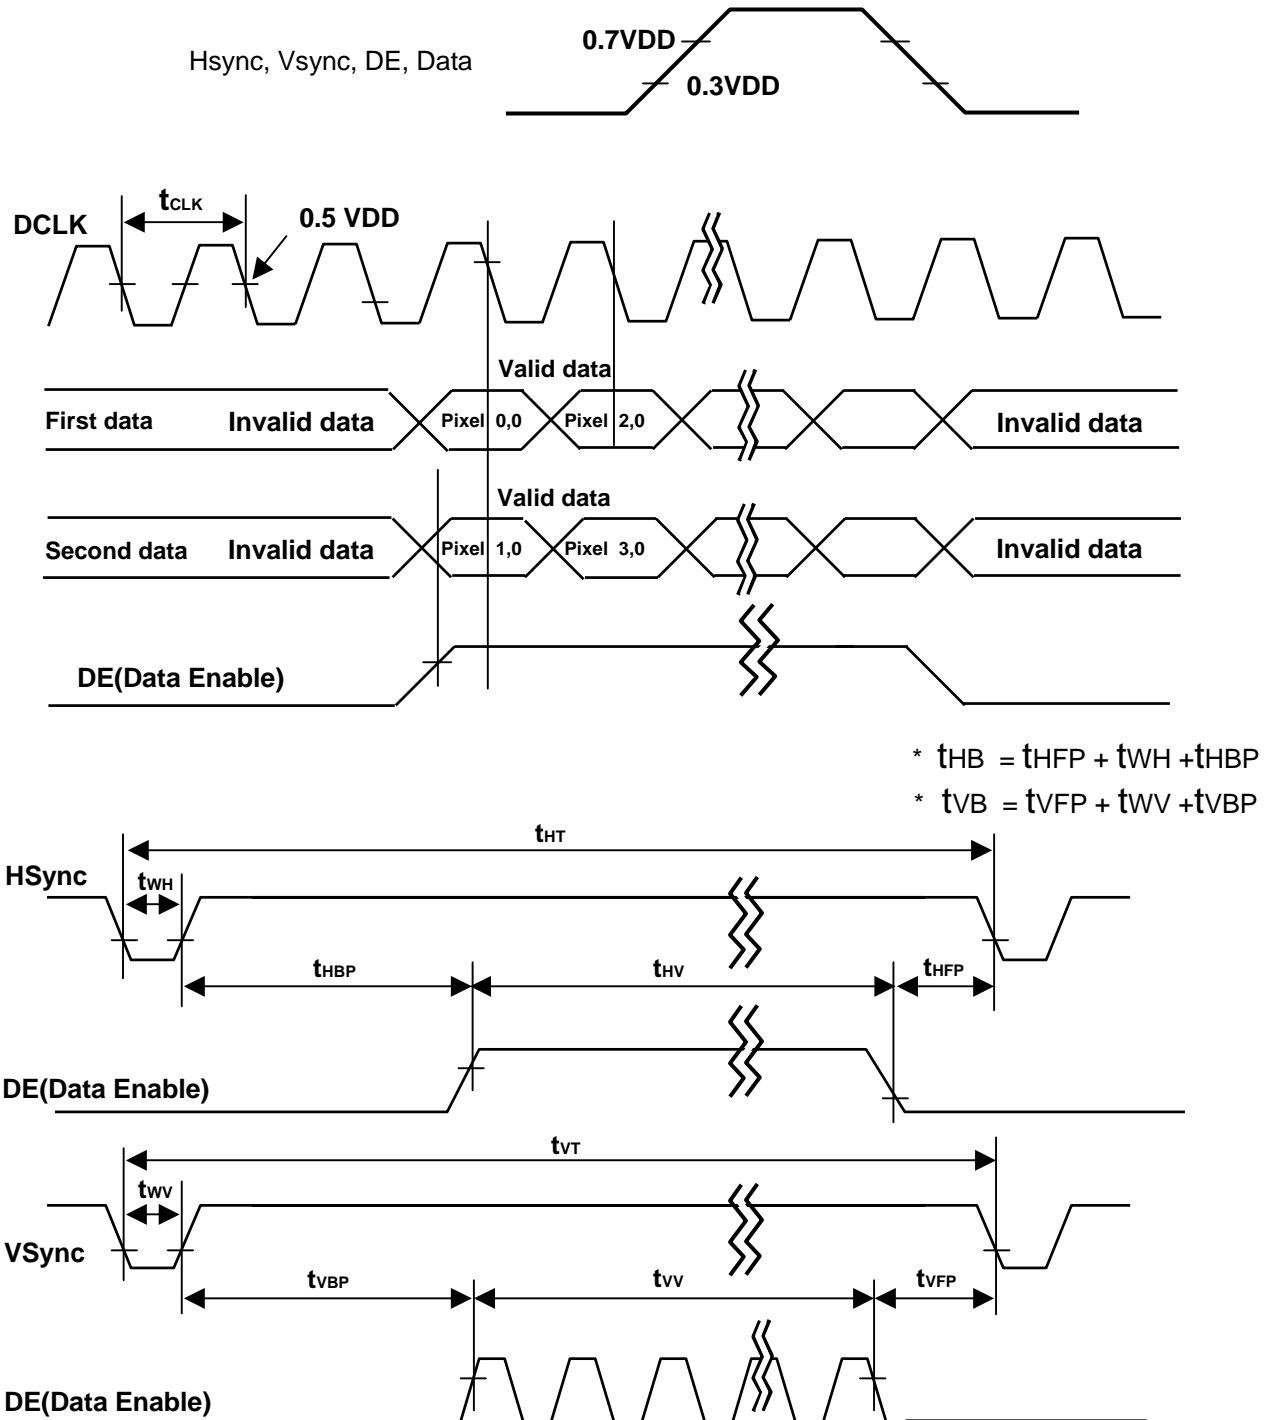 0.7VDD
Hsync, Vsync, DE, Data
0.3VDD
tCLK
DCLK
0.5 VDD
Valid data
First data Invalid data Pixel 0,0 Pixel 2,0 Invalid data
Valid data
Second data Invalid data Pixel 1,0 Pixel 3,0 Invalid data
DE(Data Enable)
* tHB = tHFP + tWH +tHBP
* tVB = tVFP + tWV +tVBP
tHT
HSync
tWH
tHBP tHV tHFP
DE(Data Enable)
tVT
tWV
VSync
tVBP tVV tVFP
DE(Data Enable)